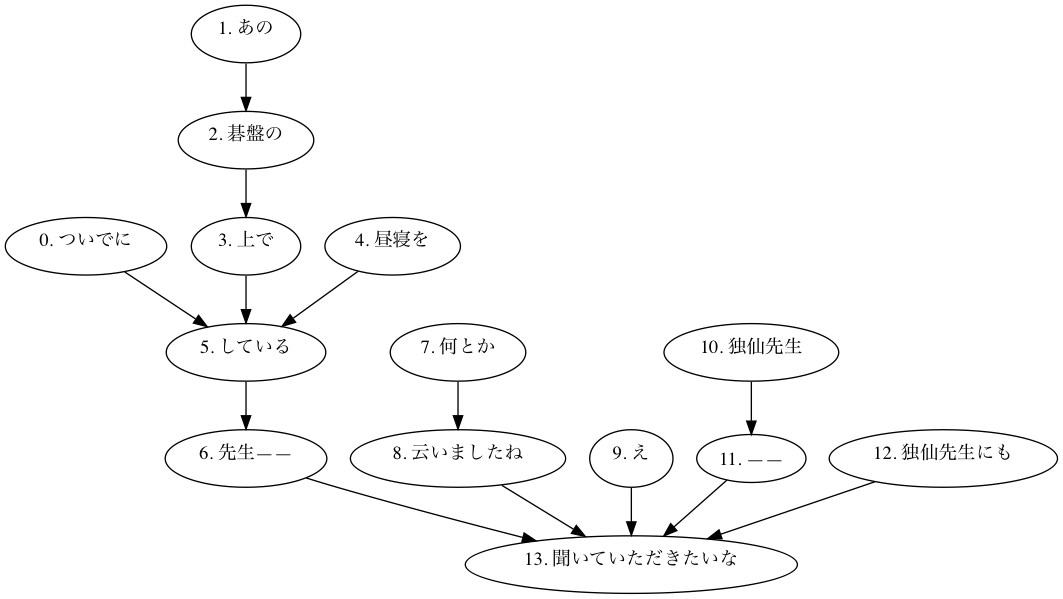 1. あの
2. 碁盤の
0. ついでに
3. 上で
4. 昼寝を
5. している
7. 何とか
10. 独仙先生
6. 先生――
8. 云いましたね
9. え
11. ――
12. 独仙先生にも
13. 聞いていただきたいな